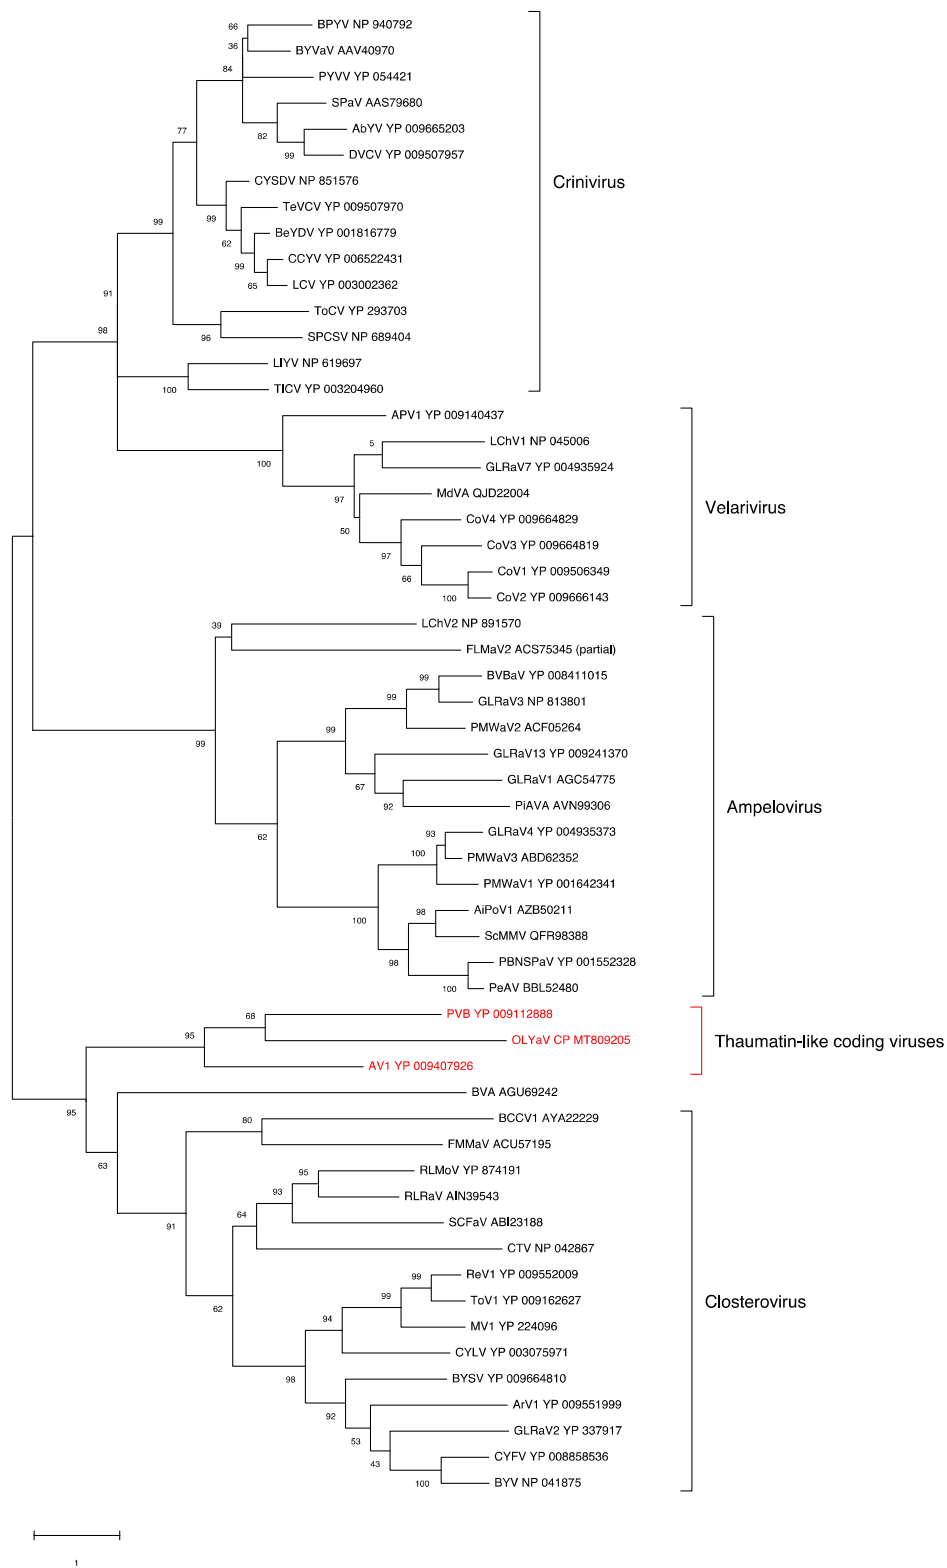 BPYV NP 940792
66
36
BYVaV AAV40970
84
PYVV YP 054421
SPaV AAS79680
77
82
AbYV YP 009665203
99
DVCV YP 009507957
CYSDV NP 851576
Crinivirus
99
TeVCV YP 009507970
99
62
BeYDV YP 001816779
99
CCYV YP 006522431
65
LCV YP 003002362
91
ToCV YP 293703
98
96
SPCSV NP 689404
LIYV NP 619697
100
TICV YP 003204960
APV1 YP 009140437
5
LChV1 NP 045006
100
GLRaV7 YP 004935924
97
MdVA QJD22004
Velarivirus
50
CoV4 YP 009664829
97
CoV3 YP 009664819
66
CoV1 YP 009506349
100
CoV2 YP 009666143
39
LChV2 NP 891570
FLMaV2 ACS75345 (partial)
99
BVBaV YP 008411015
99
GLRaV3 NP 813801
99
PMWaV2 ACF05264
99
GLRaV13 YP 009241370
67
GLRaV1 AGC54775
92
PiAVA AVN99306
Ampelovirus
62
93
GLRaV4 YP 004935373
100
PMWaV3 ABD62352
PMWaV1 YP 001642341
100
98
AiPoV1 AZB50211
ScMMV QFR98388
98
PBNSPaV YP 001552328
100
PeAV BBL52480
68
PVB YP 009112888
95
OLYaV CP MT809205
Thaumatin-like coding viruses
AV1 YP 009407926
95
BVA AGU69242
80
BCCV1 AYA22229
63
FMMaV ACU57195
95
RLMoV YP 874191
93
RLRaV AIN39543
64
SCFaV ABI23188
91
CTV NP 042867
99
ReV1 YP 009552009
99
ToV1 YP 009162627
Closterovirus
62
94
MV1 YP 224096
CYLV YP 003075971
98
BYSV YP 009664810
92
ArV1 YP 009551999
53
GLRaV2 YP 337917
43
CYFV YP 008858536
100
BYV NP 041875
1